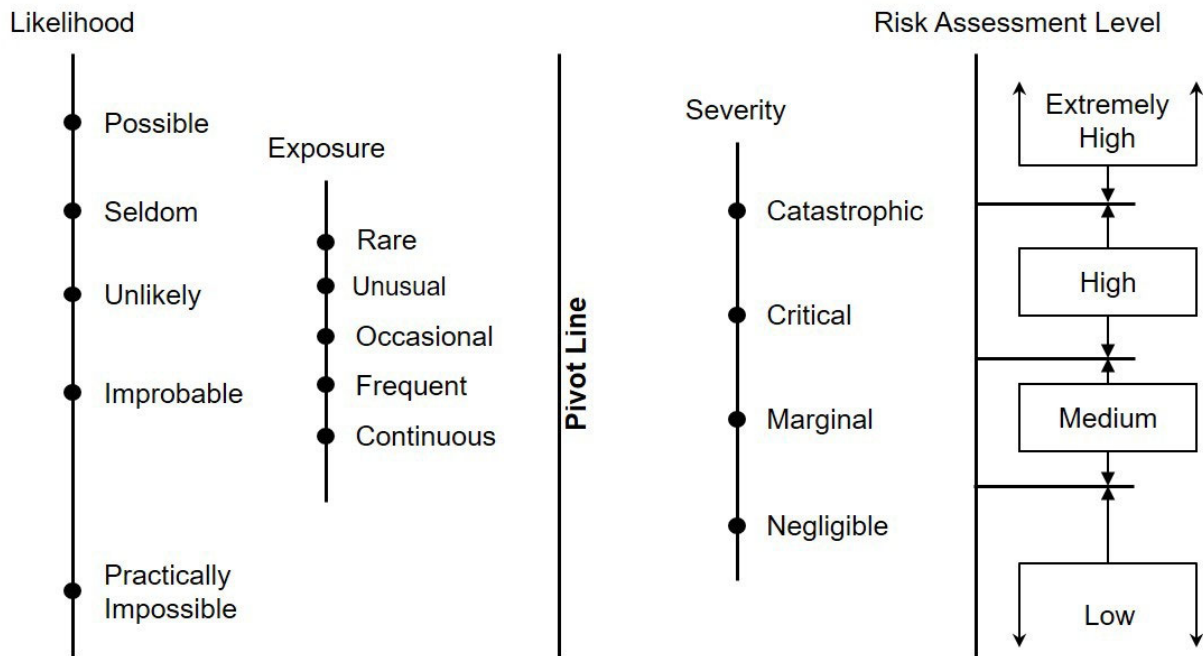 Likelihood
Possible
Seldom
Unlikely
Improbable
Practically
Impossible
Exposure
Rare
Unusual
Occasional
Frequent
Continuous
Pivot Line
Severity
Catastrophic
Critical
Marginal
Negligible
Risk Assessment Level
Extremely
High
High
Medium
Low